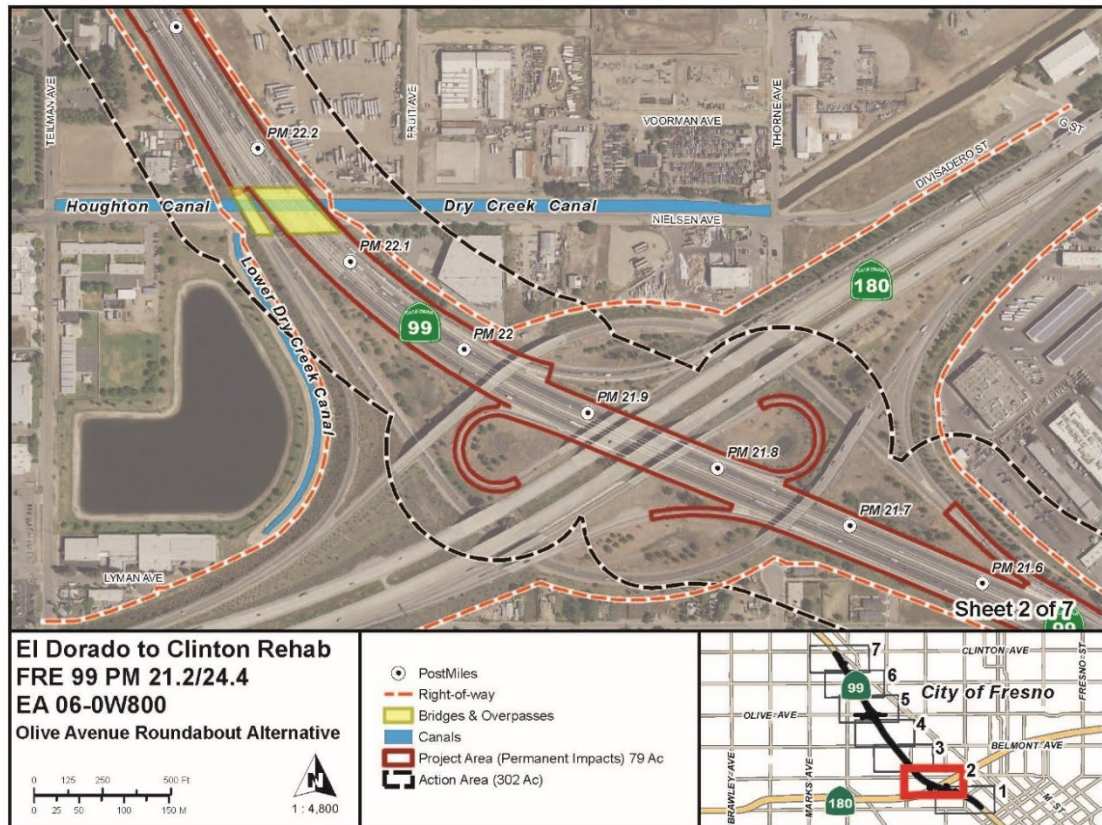 TEILMAN AVE
FRUIT AVE
VOORMAN AVE
THORNE AVE
DIVISADERO ST
G ST
PM 22.2
Houghton Canal
Dry Creek Canal
NIELSEN AVE
PM 22.1
180
Lower Dry Creek Canal
99
PM 22
PM 21.9
PM 21.8
PM 21.7
PM 21.6
LYMAN AVE
Sheet 2 of 7
99
El Dorado to Clinton Rehab
FRE 99 PM 21.2/24.4
EA 06-0W800
Olive Avenue Roundabout Alternative
0 125 250 500 Ft
0 25 50 100 150 M
N
1 : 4,800
PostMiles
Right-of-way
Bridges & Overpasses
Canals
Project Area (Permanent Impacts) 79 Ac
Action Area (302 Ac)
7
CLINTON AVE
FRESNO ST
6
99
City of Fresno
5
OLIVE AVE
4
3
BELMONT AVE
2
BRAWLEY AVE
MARKS AVE
180
1
M ST